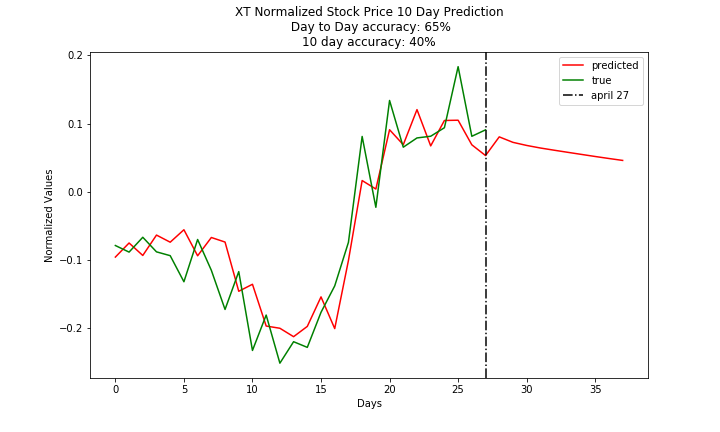 XT Normalized Stock Price 10 Day Prediction
Day to Day accuracy: 65%
10 day accuracy: 40%
predicted
true
april 27
Normalized Values
0.2
0.1
0.0
−0.1
−0.2
0 5 10 15 20 25 30 35
Days